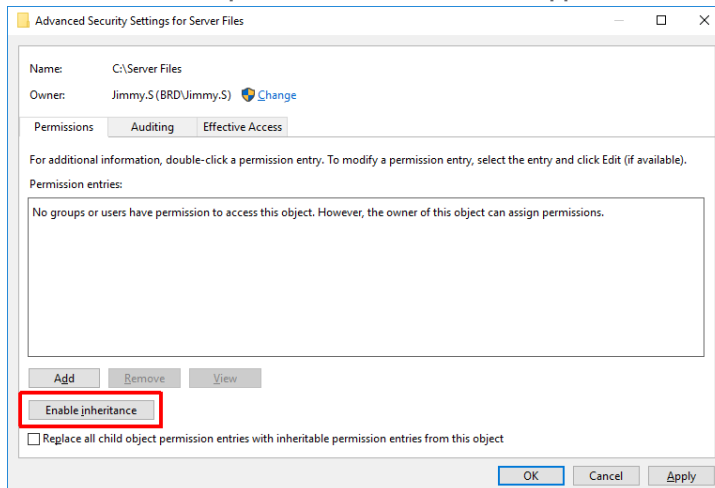 Advanced Security Settings for Server Files
Name: C:\Server Files
Owner: Jimmy.S (BRD\Jimmy.S) Change
Permissions Auditing Effective Access
For additional information, double-click a permission entry. To modify a permission entry, select the entry and click Edit (if available).
Permission entries:
No groups or users have permission to access this object. However, the owner of this object can assign permissions.
Add Remove View
Enable inheritance
Replace all child object permission entries with inheritable permission entries from this object
OK Cancel Apply